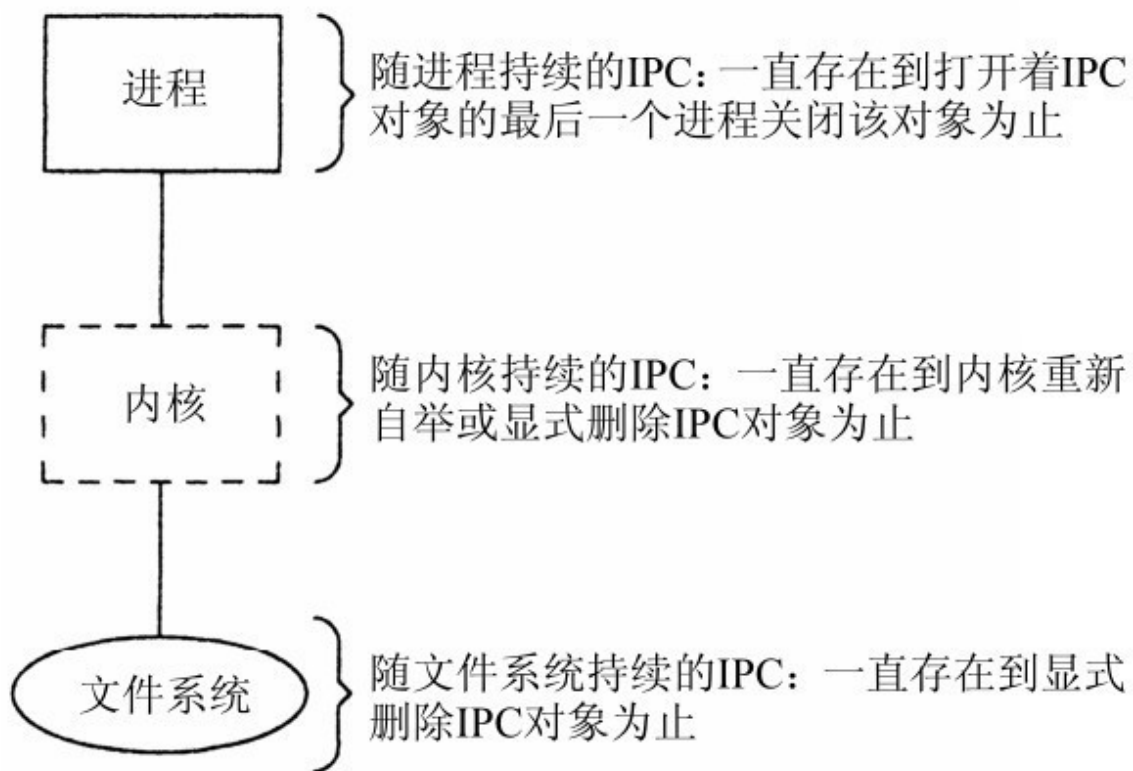 进程
随进程持续的IPC：一直存在到打开着IPC
对象的最后一个进程关闭该对象为止
内核
随内核持续的IPC：一直存在到内核重新
自举或显式删除IPC对象为止
文件系统
随文件系统持续的IPC：一直存在到显式
删除IPC对象为止